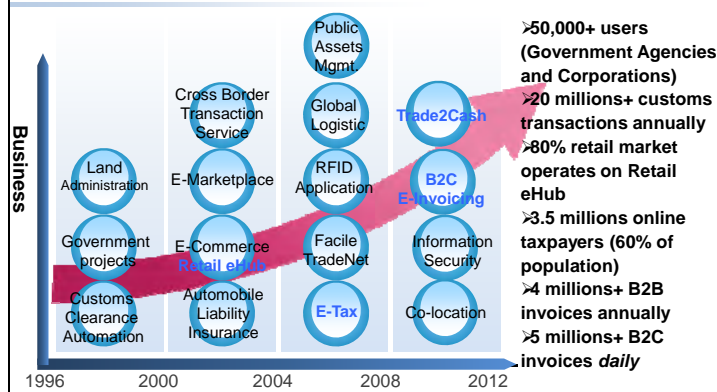 Business
Land
Administration
Government
projects
Customs
Clearance
Automation
Cross Border
Transaction
Service
E-Marketplace
E-Commerce
Retail eHub
Automobile
Liability
Insurance
Public
Assets
Mgmt.
Global
Logistic
RFID
Application
Facile
TradeNet
E-Tax
Trade2Cash
B2C
E-Invoicing
Information
Security
Co-location
1996
2000
2004
2008
2012
➢50,000+ users
(Government Agencies
and Corporations)
➢20 millions+ customs
transactions annually
➢80% retail market
operates on Retail
eHub
➢3.5 millions online
taxpayers (60% of
population)
➢4 millions+ B2B
invoices annually
➢5 millions+ B2C
invoices daily